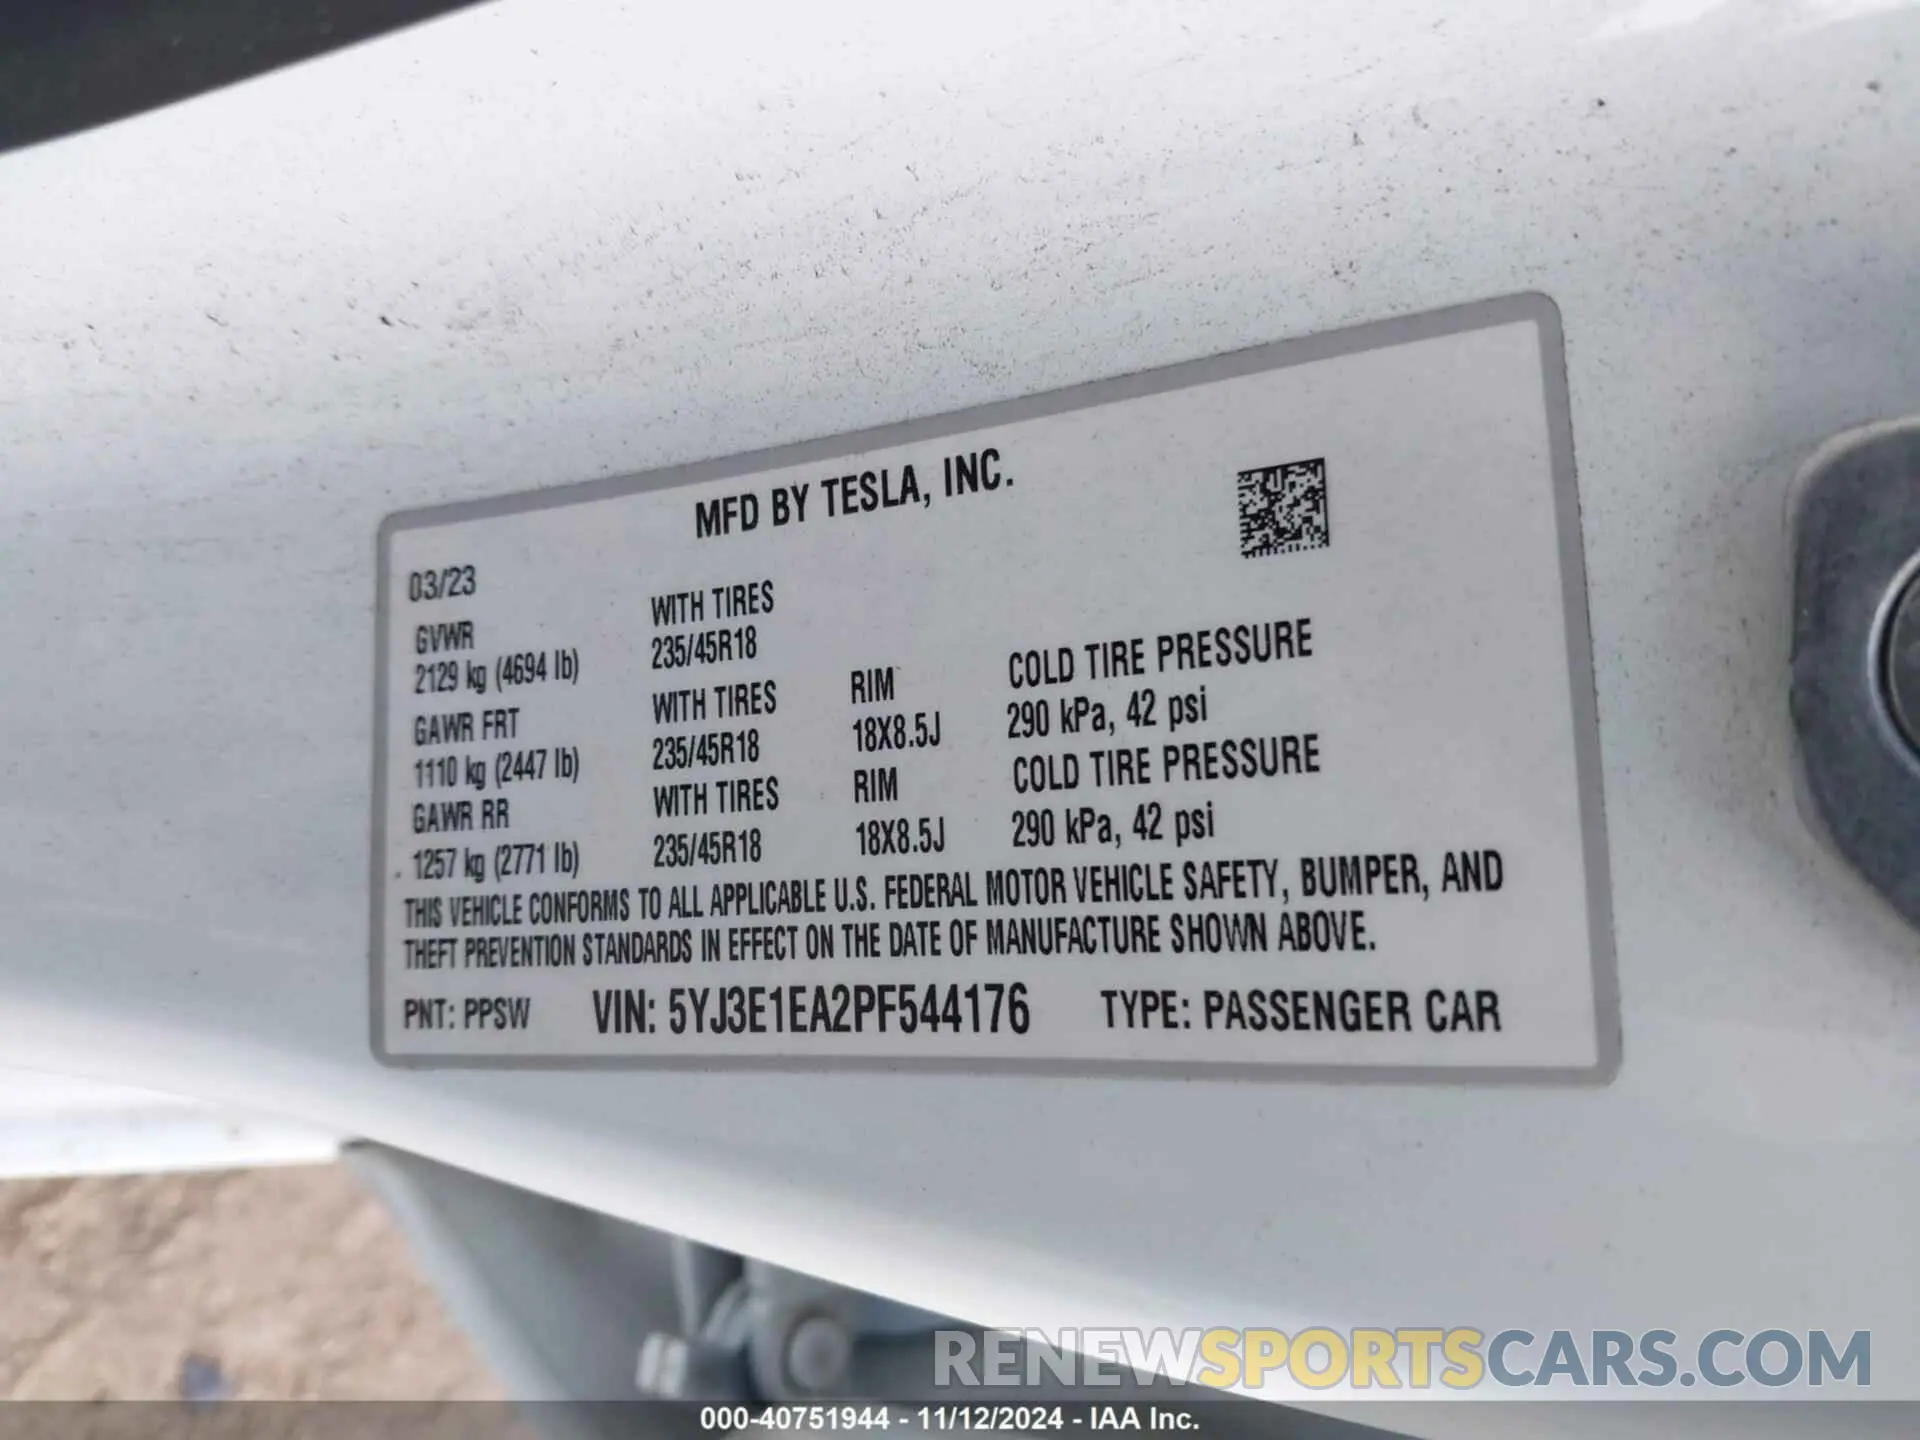 MFD BY TESLA, INC.
03/23
GVWR
2129 kg (4694 lb)
WITH TIRES
235/45R18
GAWR FRT
1110 kg (2447 lb)
WITH TIRES
235/45R18
RIM
18X8.5J
COLD TIRE PRESSURE
290 kPa, 42 psi
GAWR RR
1257 kg (2771 lb)
WITH TIRES
235/45R18
RIM
18X8.5J
COLD TIRE PRESSURE
290 kPa, 42 psi
THIS VEHICLE CONFORMS TO ALL APPLICABLE U.S. FEDERAL MOTOR VEHICLE SAFETY, BUMPER, AND
THEFT PREVENTION STANDARDS IN EFFECT ON THE DATE OF MANUFACTURE SHOWN ABOVE.
PNT: PPSW VIN: 5YJ3E1EA2PF544176 TYPE: PASSENGER CAR
RENEWSPORTSCARS.COM
000-40751944 - 11/12/2024 - IAA Inc.